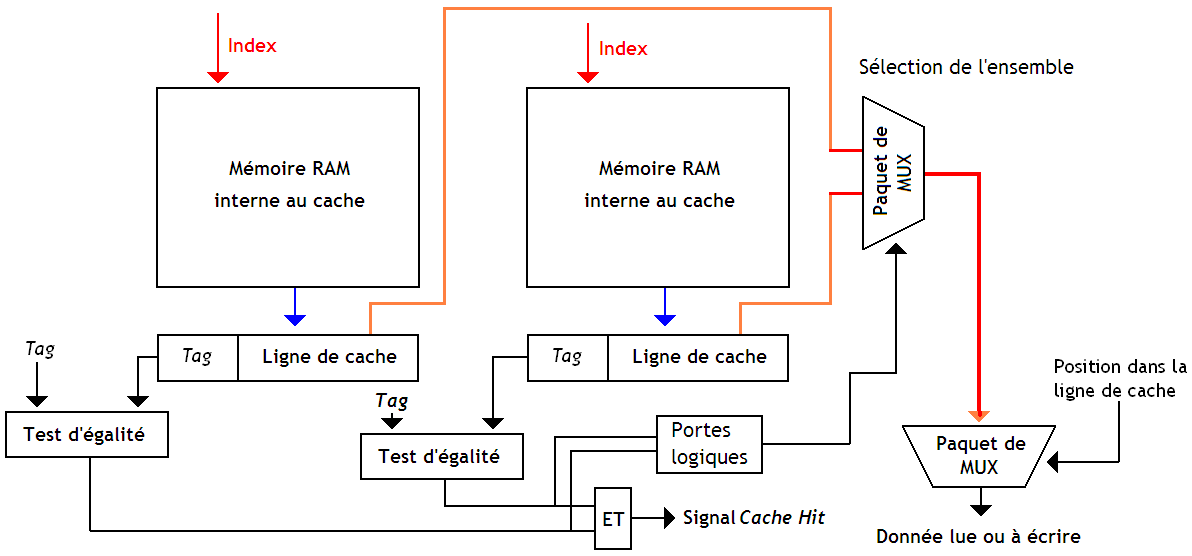 Index
Index
Sélection de l'ensemble
Mémoire RAM
interne au cache
Mémoire RAM
interne au cache
Paquet de
MUX
Tag
Tag
Ligne de cache
Tag
Ligne de cache
Position dans la
ligne de cache
Tag
Test d'égalité
Test d'égalité
Portes
logiques
Paquet de
MUX
ET
Signal Cache Hit
Donnée lue ou à écrire